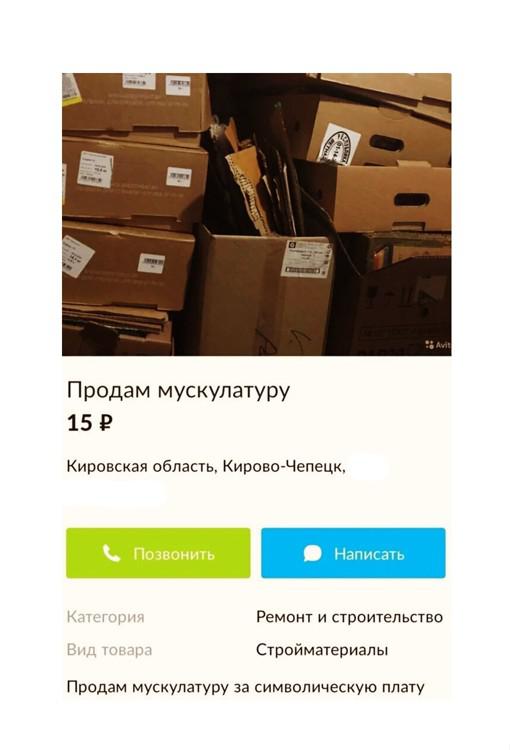 Avit
Продам мускулатуру
15 ₽
Кировская область, Кирово-Чепецк,
Позвонить
Написать
Категория
Ремонт и строительство
Вид товара
Стройматериалы
Продам мускулатуру за символическую плату